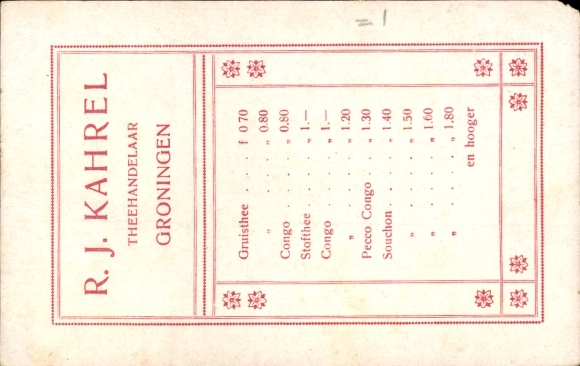 R. J. KAHREL
THEEHANDELAAR
GRONINGEN
Gruisthee . . . f 0 70
„ . . . . „ 0.80
Congo . . . . „ 0.80
Stofthee . . . „ 1.—
Congo . . . . „ 1.—
„ . . . . „ 1.20
Pecco Congo . . „ 1.30
Souchon . . . „ 1.40
„ . . . . „ 1.50
„ . . . . „ 1.60
„ . . . . „ 1.80
en hooger
= 1